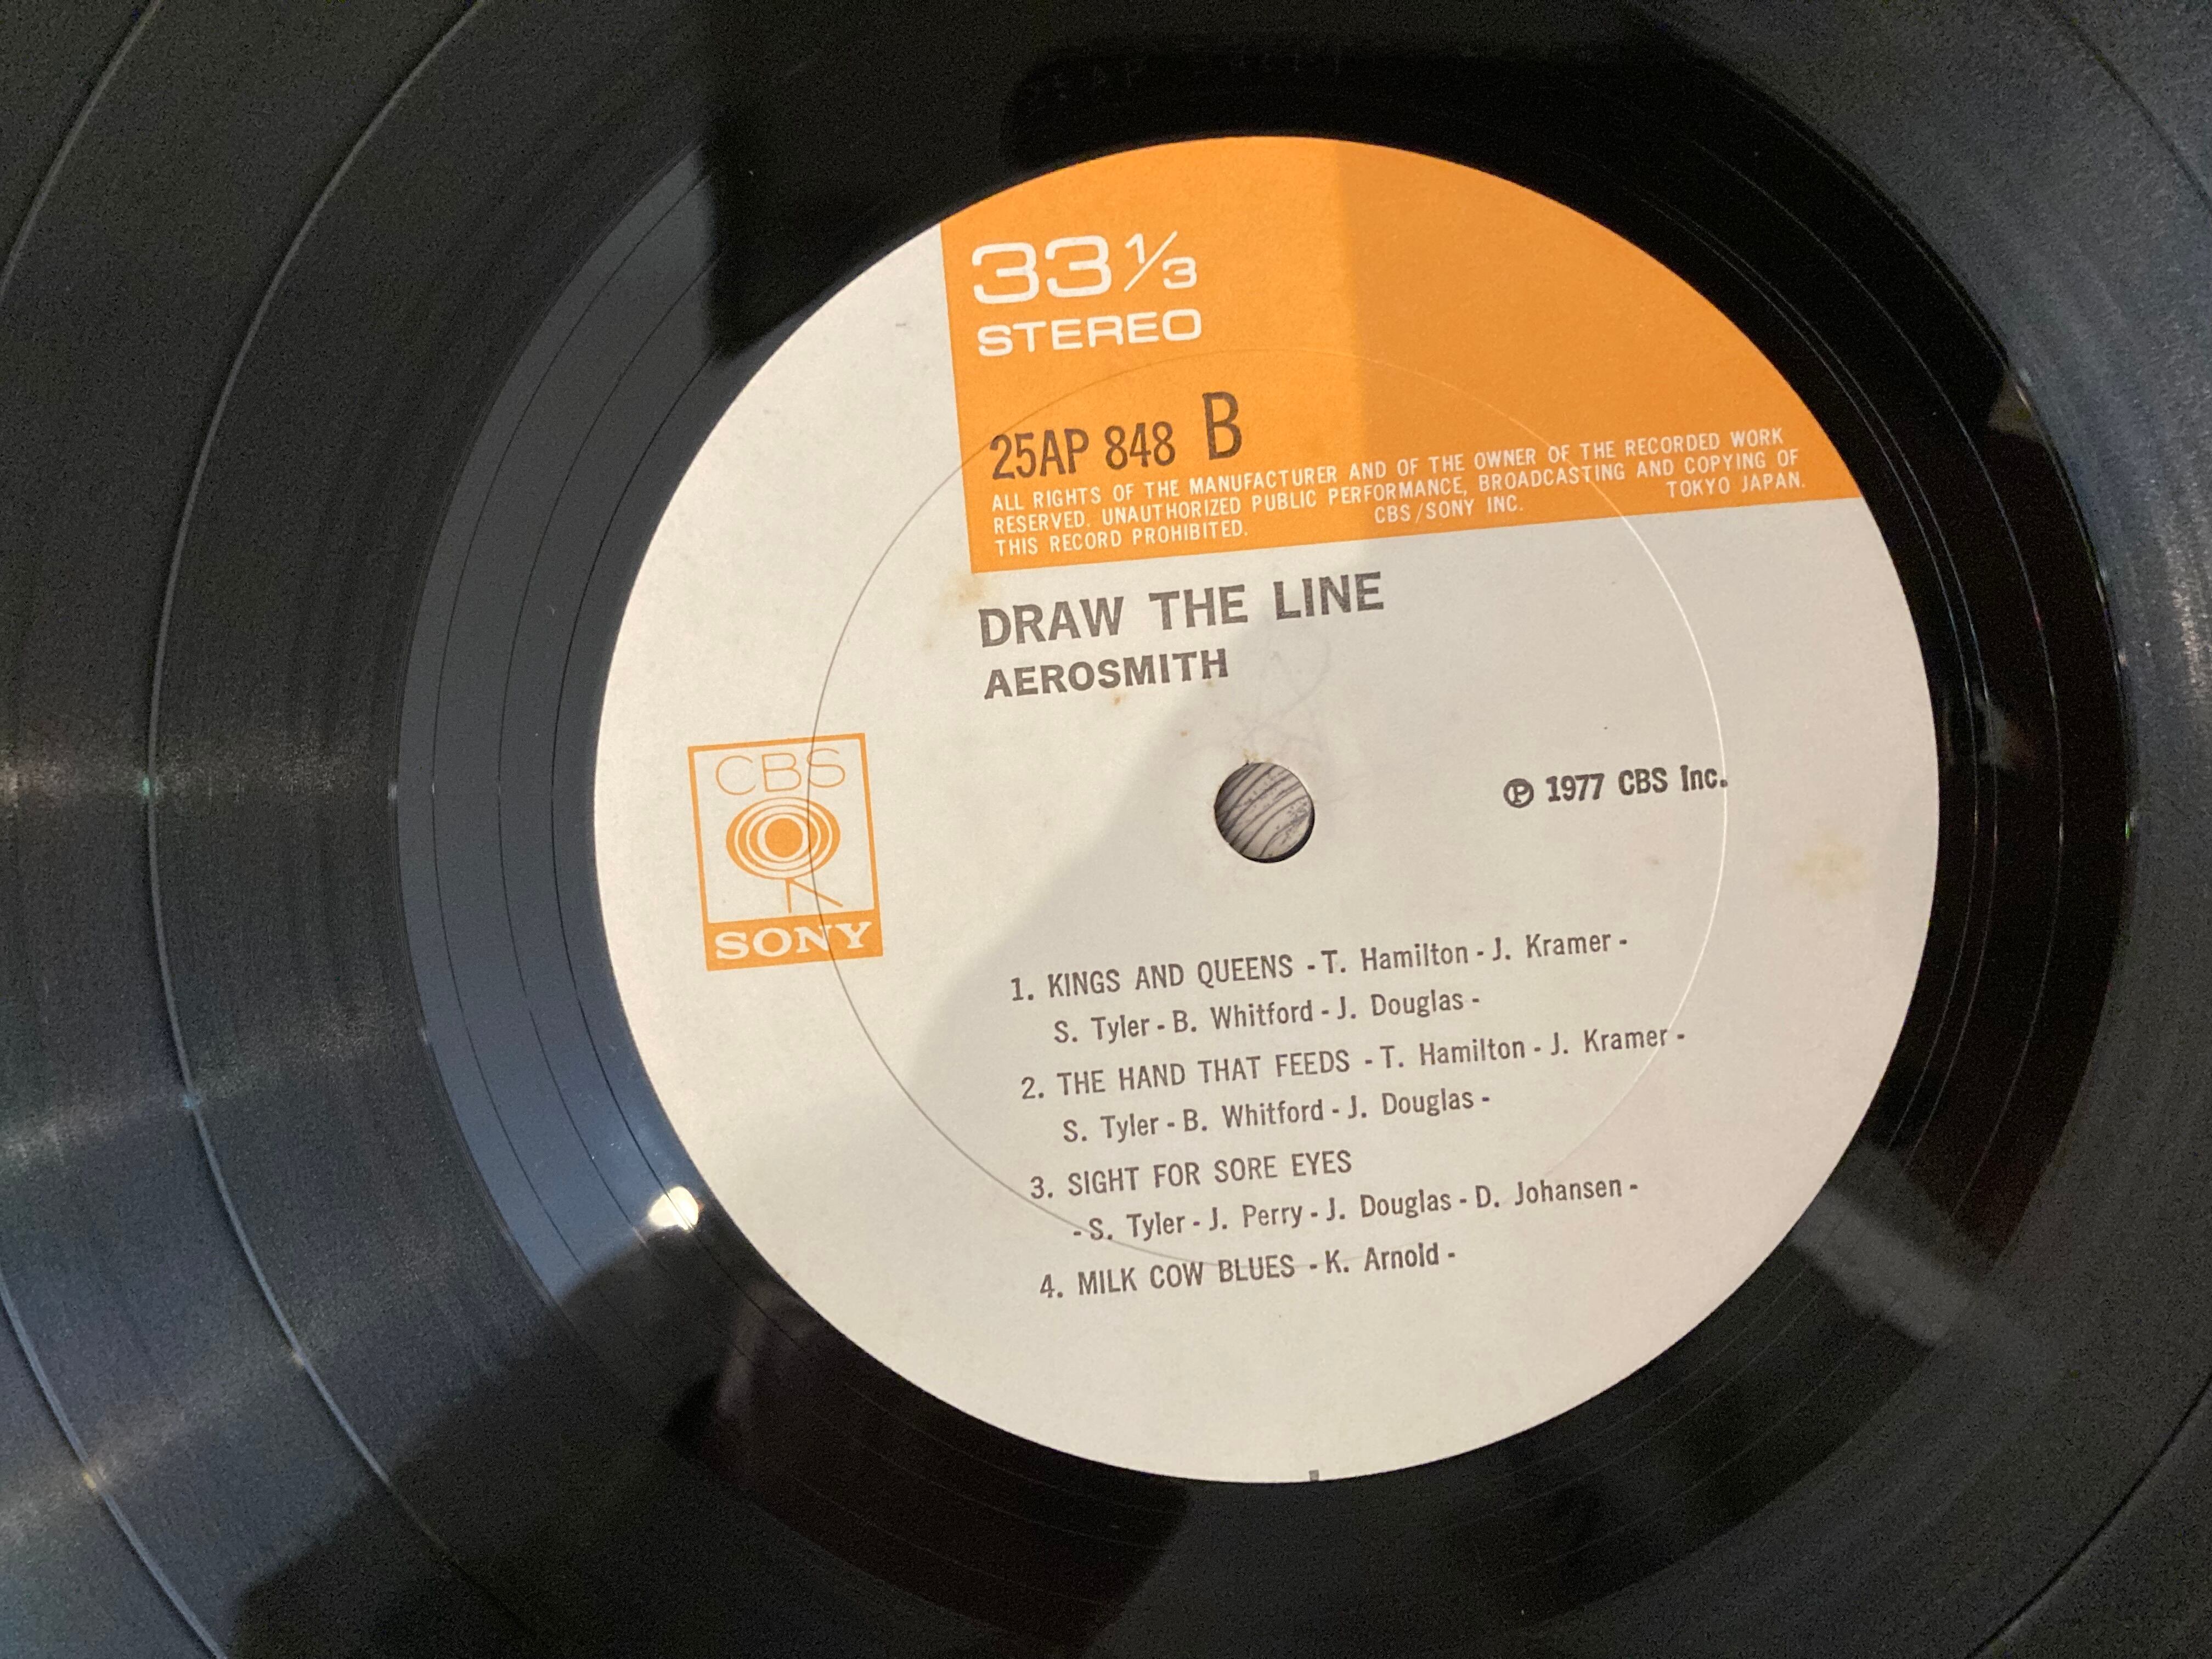 33 1/3
STEREO
25AP 848 B
ALL RIGHTS OF THE MANUFACTURER AND OF THE OWNER OF THE RECORDED WORK
RESERVED. UNAUTHORIZED PUBLIC PERFORMANCE, BROADCASTING AND COPYING OF
THIS RECORD PROHIBITED. CBS/SONY INC. TOKYO JAPAN.
DRAW THE LINE
AEROSMITH
CBS
SONY
℗ 1977 CBS Inc.
1. KINGS AND QUEENS - T. Hamilton - J. Kramer -
S. Tyler - B. Whitford - J. Douglas -
2. THE HAND THAT FEEDS - T. Hamilton - J. Kramer -
S. Tyler - B. Whitford - J. Douglas -
3. SIGHT FOR SORE EYES
- S. Tyler - J. Perry - J. Douglas - D. Johansen -
4. MILK COW BLUES - K. Arnold -